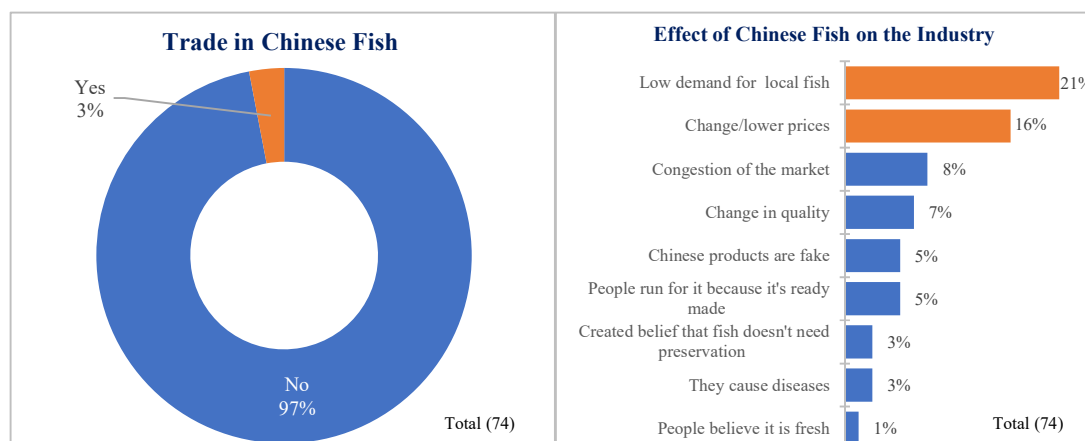 Trade in Chinese Fish
Yes
3%
No
97%
Total (74)
Effect of Chinese Fish on the Industry
Low demand for local fish
21%
Change/lower prices
16%
Congestion of the market
8%
Change in quality
7%
Chinese products are fake
5%
People run for it because it's ready
made
5%
Created belief that fish doesn't need
preservation
3%
They cause diseases
3%
People believe it is fresh
1%
Total (74)